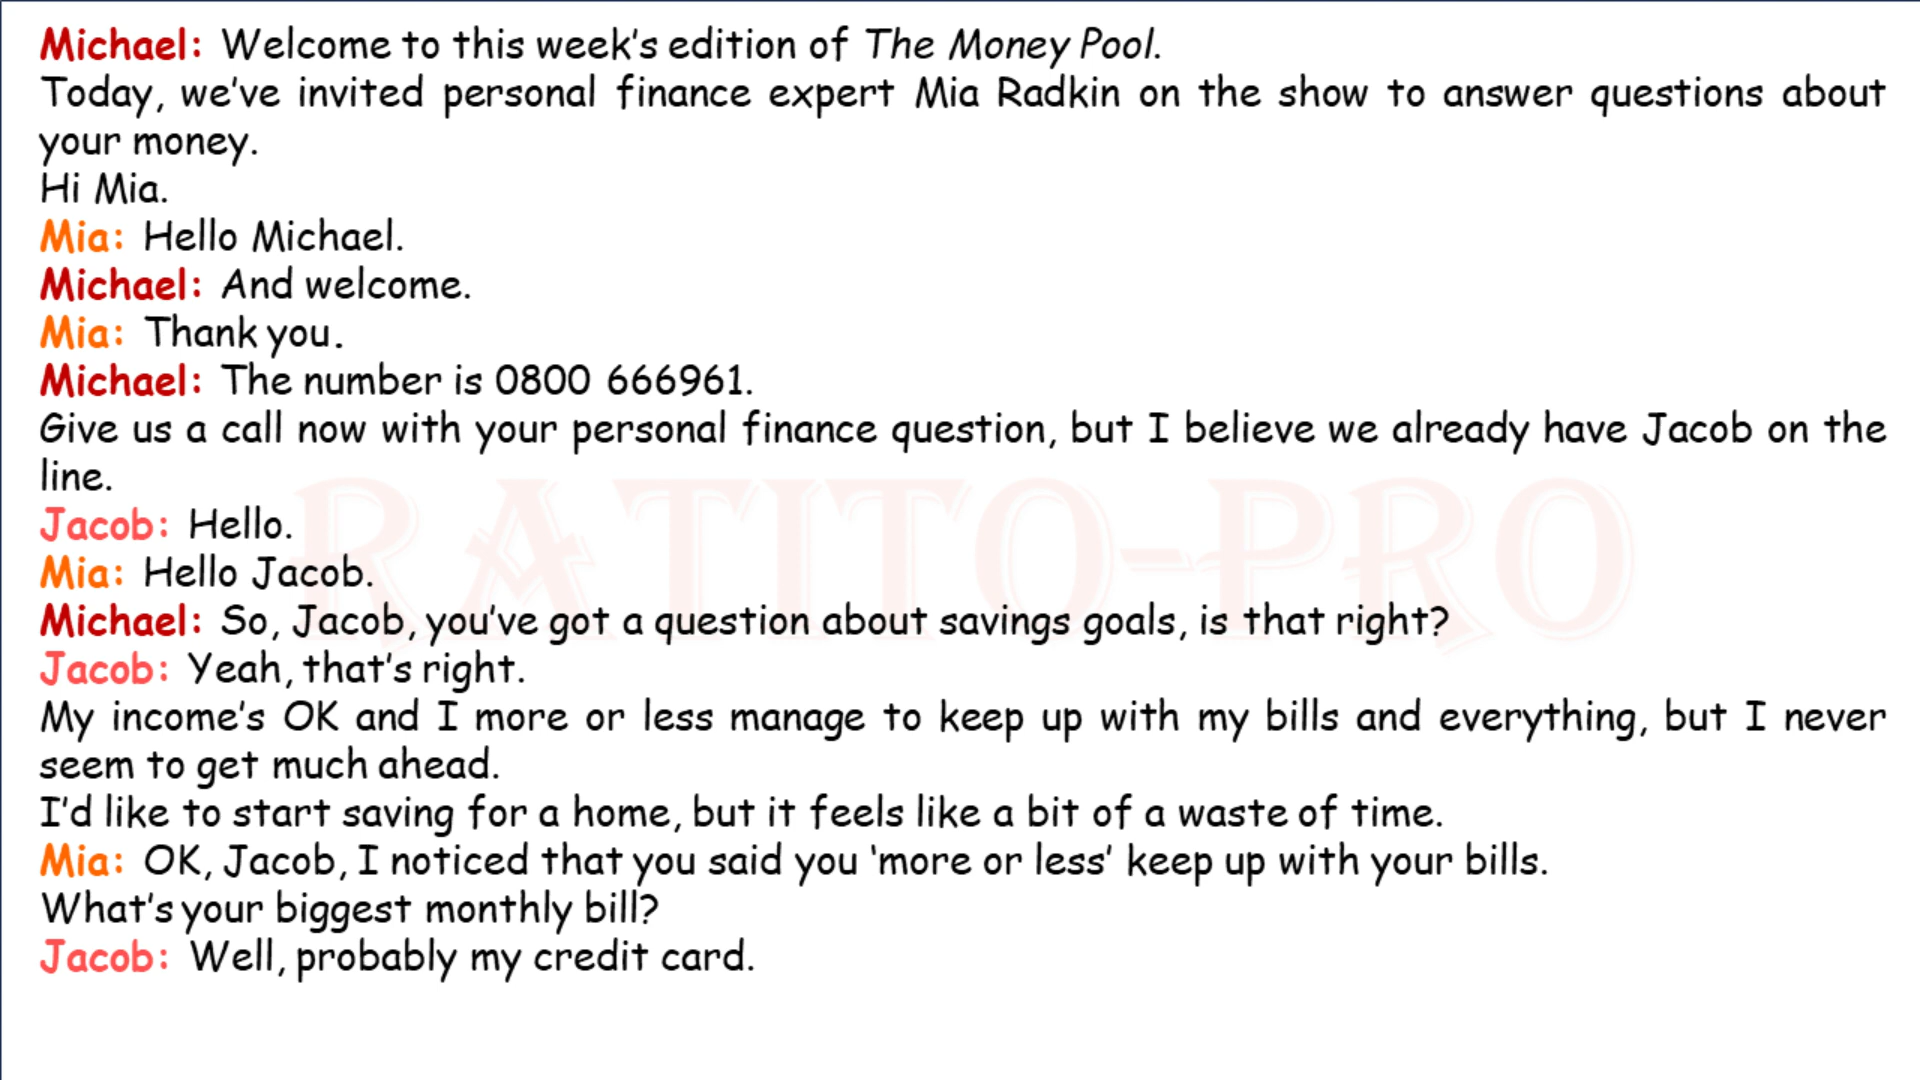 Michael: Welcome to this week's edition of The Money Pool.
Today, we've invited personal finance expert Mia Radkin on the show to answer questions about
your money.
Hi Mia.
Mia: Hello Michael.
Michael: And welcome.
Mia: Thank you.
Michael: The number is 0800 666961.
Give us a call now with your personal finance question, but I believe we already have Jacob on the
line.
RATITO-PRO
Jacob: Hello.
Mia: Hello Jacob.
Michael: So, Jacob, you've got a question about savings goals, is that right?
Jacob: Yeah, that's right.
My income's OK and I more or less manage to keep up with my bills and everything, but I never
seem to get much ahead.
I'd like to start saving for a home, but it feels like a bit of a waste of time.
Mia: OK, Jacob, I noticed that you said you 'more or less' keep up with your bills.
What's your biggest monthly bill?
Jacob: Well, probably my credit card.